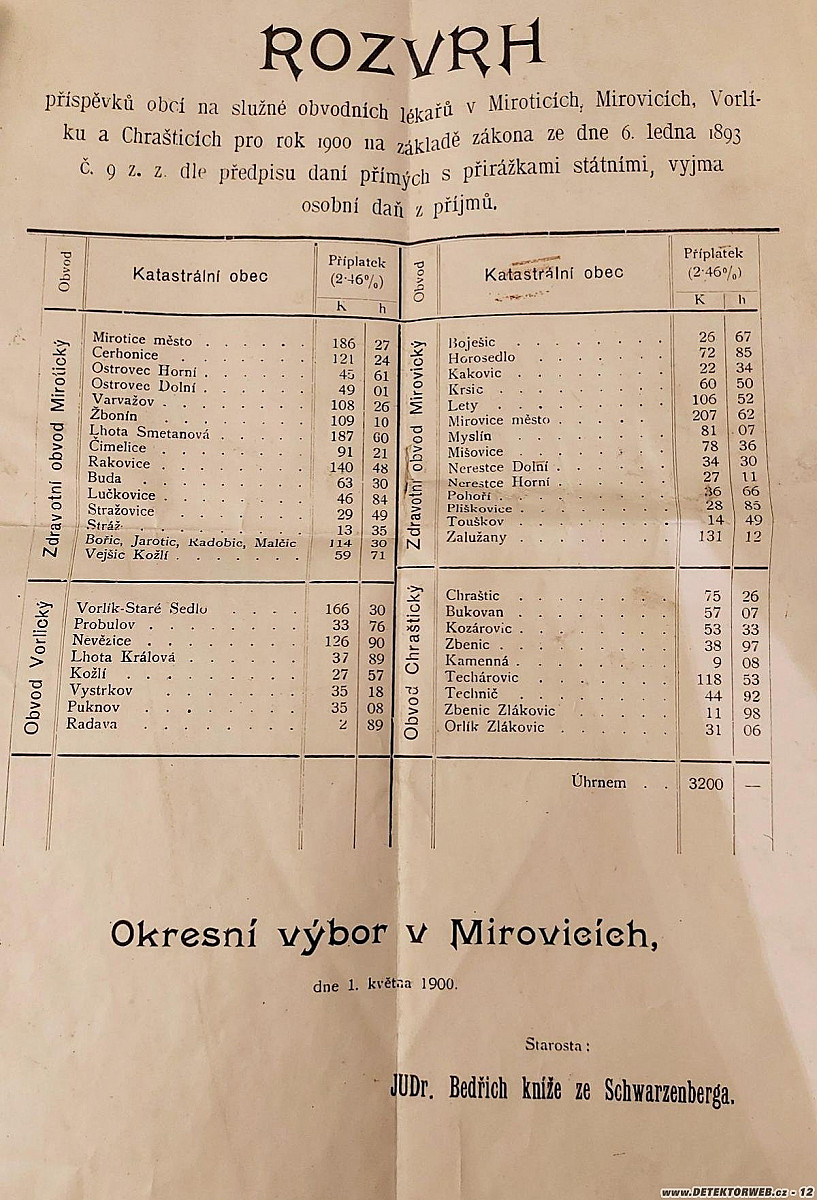 ROZVRH
příspěvků obcí na služné obvodních lékařů v Miroticích, Mirovicích, Vorlí-
ku a Chrašticích pro rok 1900 na základě zákona ze dne 6. ledna 1893
č. 9 z. z. dle předpisu daní přímých s přirážkami státními, vyjma
osobní daň z příjmů.
Obvod Katastrální obec Příplatek (2·46%) K h
Zdravotní obvod Mirotický
Mirotice město . . . . . . 186 27
Cerhonice . . . . . . . 121 24
Ostrovec Horní . . . . . . 45 61
Ostrovec Dolní . . . . . . 49 01
Varvažov . . . . . . . . 108 26
Žbonín . . . . . . . . 109 10
Lhota Smetanová . . . . . 187 60
Čimelice . . . . . . . . 91 21
Rakovice . . . . . . . . 140 48
Buda . . . . . . . . . 63 30
Lučkovice . . . . . . . 46 84
Stražovice . . . . . . . 29 49
Stráž . . . . . . . . . 13 35
Bořic, Jarotic, Radobic, Malčic 114 30
Vejšic Kožlí . . . . . . 59 71
Obvod Vorlický
Vorlík-Staré Sedlo . . . . 166 30
Probulov . . . . . . . . 33 76
Nevězice . . . . . . . . 126 90
Lhota Králová . . . . . . 37 89
Kožlí . . . . . . . . . 27 57
Vystrkov . . . . . . . 35 18
Puknov . . . . . . . . 35 08
Radava . . . . . . . . 2 89
Obvod Katastrální obec Příplatek (2·46%) K h
Zdravotní obvod Mirovický
Boješic . . . . . . . . 26 67
Horosedlo . . . . . . . 72 85
Kakovic . . . . . . . . 22 34
Krsic . . . . . . . . . 60 50
Lety . . . . . . . . . 106 52
Mirovice město . . . . . . 207 62
Myslín . . . . . . . . 81 07
Mišovice . . . . . . . . 78 36
Nerestce Dolní . . . . . . 34 30
Nerestce Horní . . . . . . 27 11
Pohoří . . . . . . . . 36 66
Pliškovice . . . . . . . 28 85
Touškov . . . . . . . . 14 49
Zalužany . . . . . . . 131 12
Obvod Chraštický
Chraštic . . . . . . . 75 26
Bukovan . . . . . . . 57 07
Kozárovic . . . . . . . 53 33
Zbenic . . . . . . . . 38 97
Kamenná . . . . . . . 9 08
Techárovic . . . . . . . 118 53
Technič . . . . . . . . 44 92
Zbenic Zlákovic . . . . . 11 98
Orlík Zlákovic . . . . . . 31 06
Úhrnem . . 3200 —
Okresní výbor v Mirovicích,
dne 1. května 1900.
Starosta:
JUDr. Bedřich kníže ze Schwarzenberga.
www.DETEKTORWEB.cz - 12